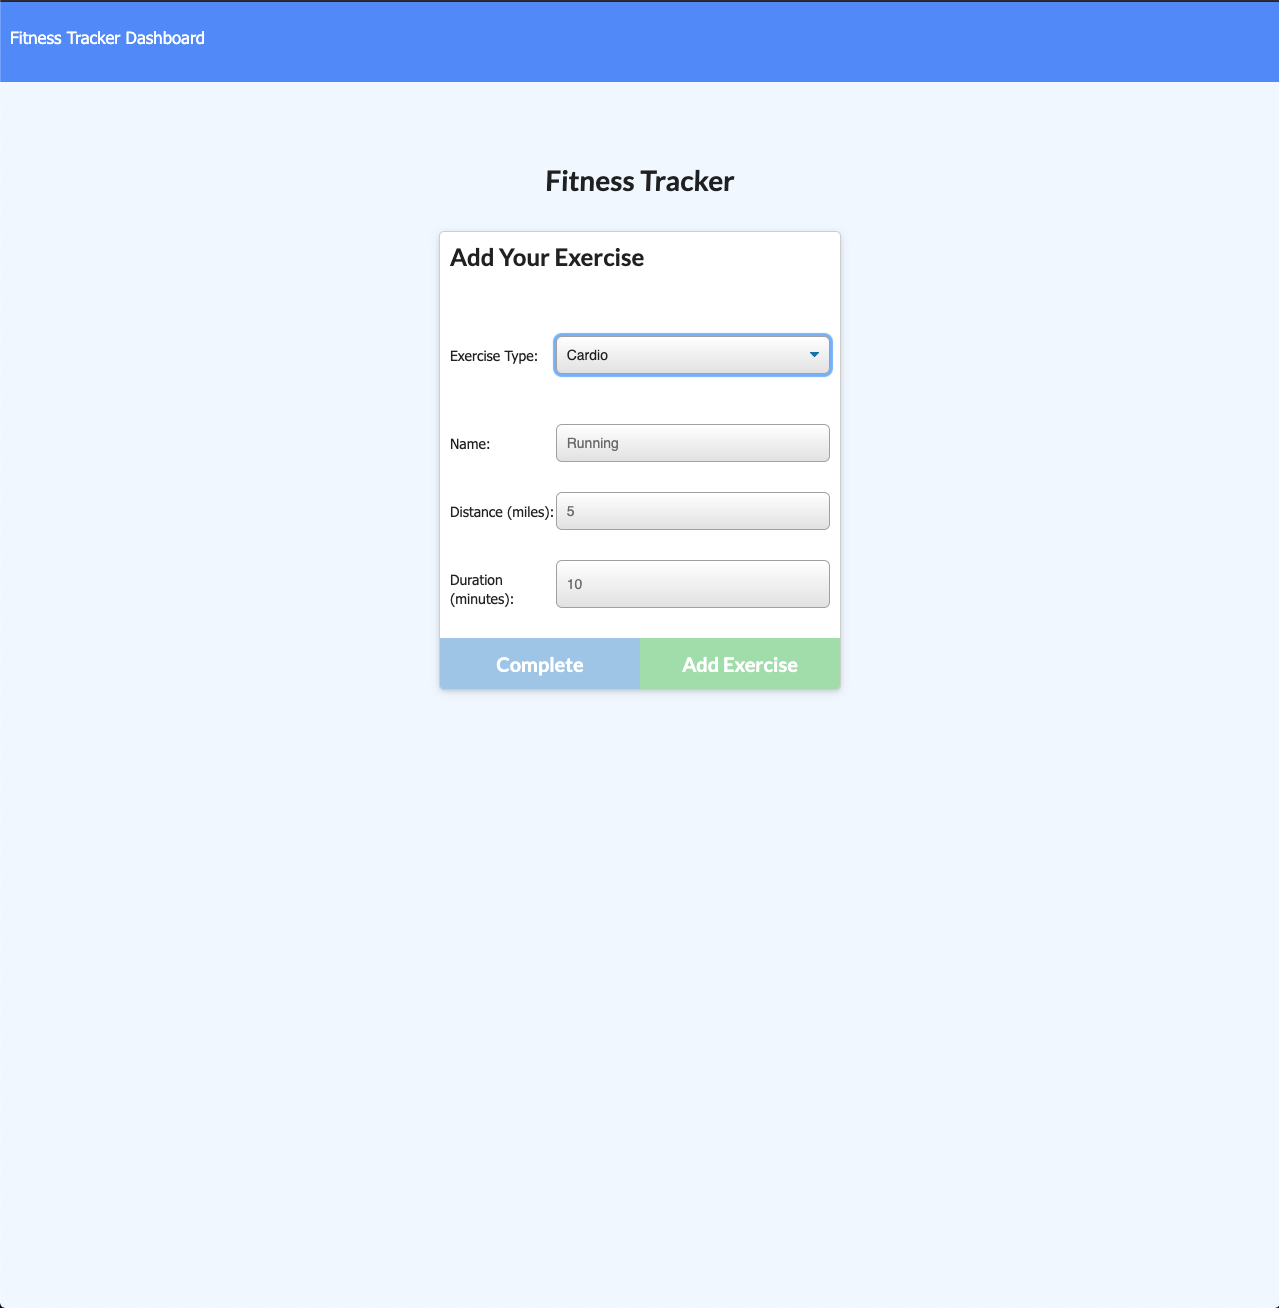 Fitness Tracker Dashboard
Fitness Tracker
Add Your Exercise
Exercise Type: Cardio
Name: Running
Distance (miles): 5
Duration
(minutes): 10
Complete Add Exercise